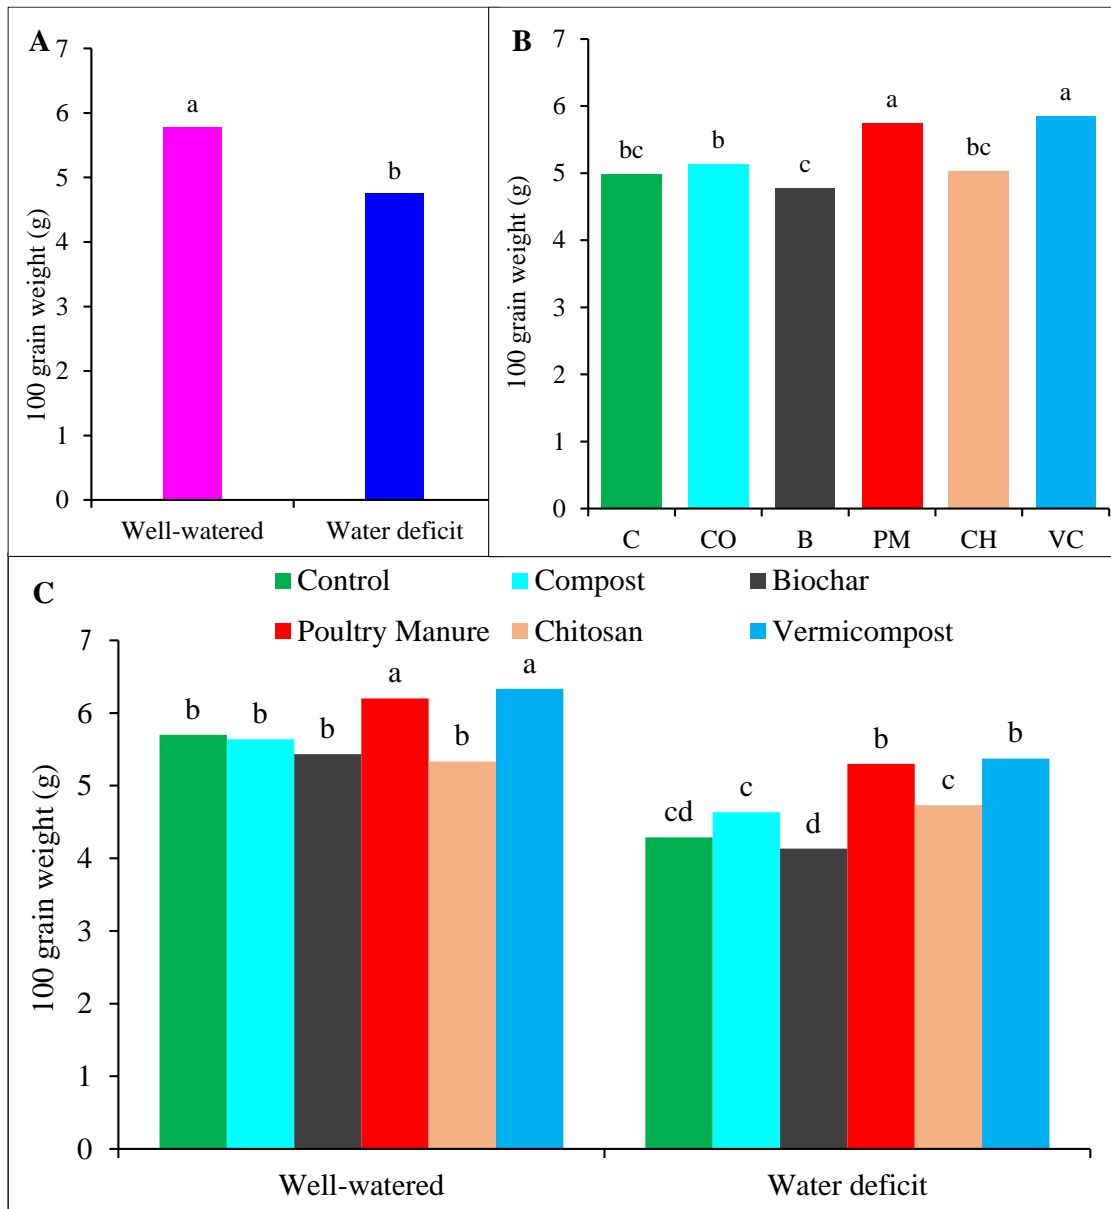 A
100 grain weight (g)
7
6
5
4
3
2
1
0
a
b
Well-watered Water deficit
B
100 grain weight (g)
7
6
5
4
3
2
1
0
bc b c a bc a
C CO B PM CH VC
C
Control Compost Biochar
Poultry Manure Chitosan Vermicompost
100 grain weight (g)
7
6
5
4
3
2
1
0
b b b a b a
cd c d b c b
Well-watered Water deficit